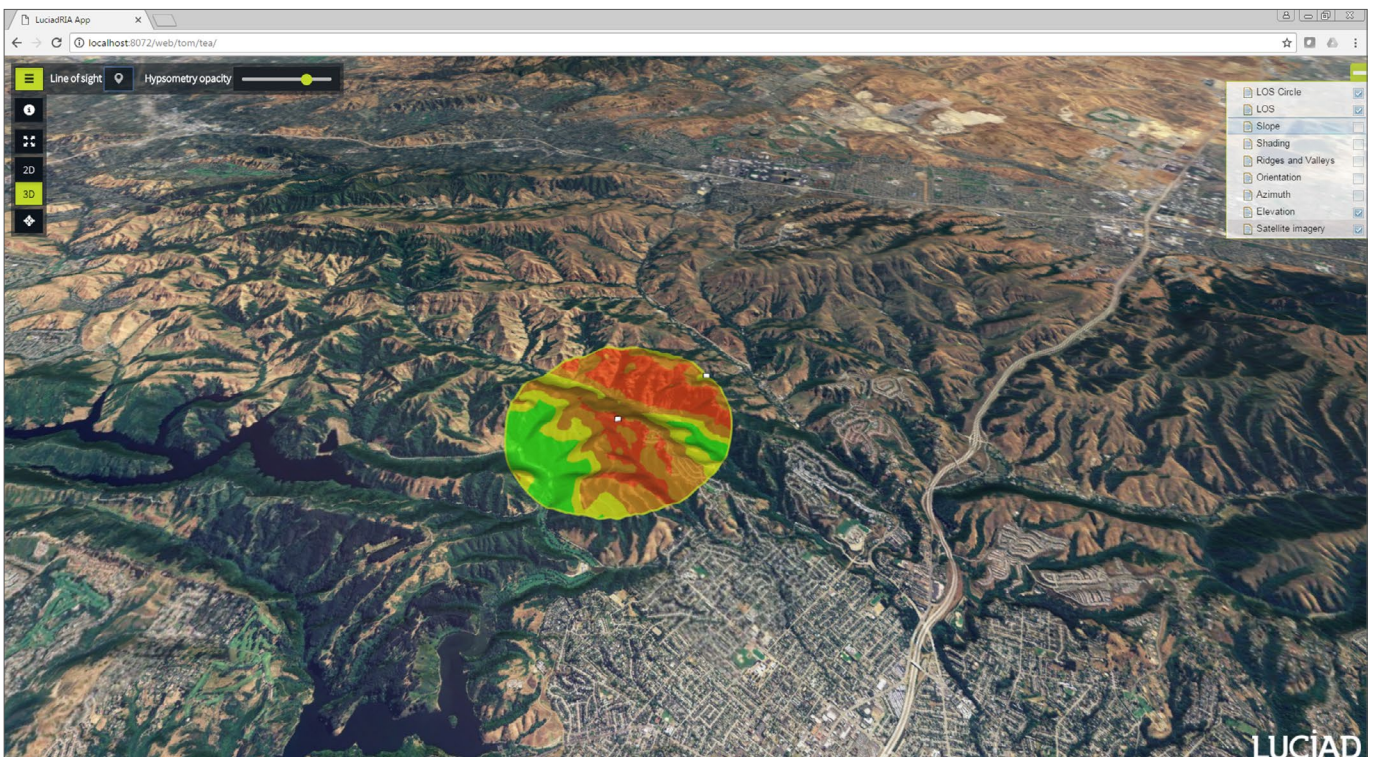 LuciadRIA App
localhost:8072/web/tom/tea/
Line of sight
Hypsometry opacity
2D
3D
LOS Circle
LOS
Slope
Shading
Ridges and Valleys
Orientation
Azimuth
Elevation
Satellite imagery
LUCiAD